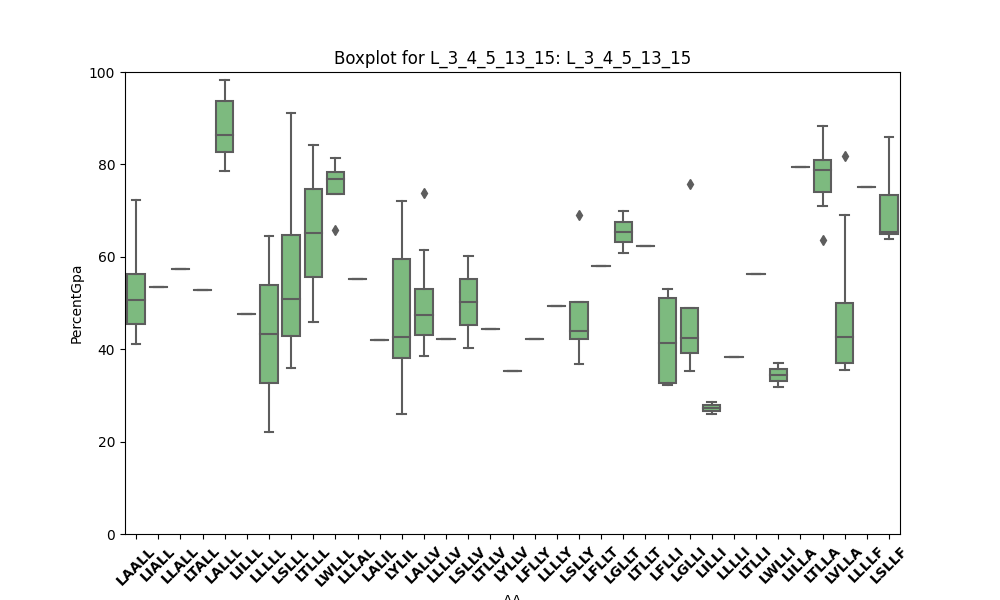 Boxplot for L_3_4_5_13_15: L_3_4_5_13_15
100
80
60
40
20
0
PercentGpa
LAALL
LIALL
LLALL
LTALL
LALLL
LILLL
LLLLL
LSLLL
LTLLL
LWLLL
LLLAL
LALIL
LYLIL
LALLV
LLLLV
LSLLV
LTLLV
LYLLV
LFLLY
LLLLY
LSLLY
LFLLT
LGLLT
LTLLT
LFLLI
LGLLI
LILLI
LLLLI
LTLLI
LWLLI
LILLA
LTLLA
LVLLA
LLLLF
LSLLF